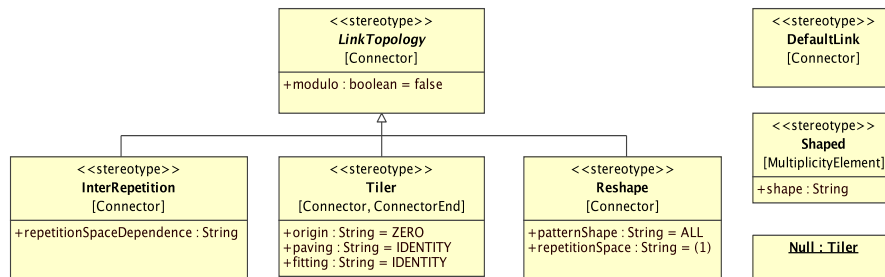 <<stereotype>>
LinkTopology
[Connector]
+modulo : boolean = false
<<stereotype>>
DefaultLink
[Connector]
<<stereotype>>
Shaped
[MultiplicityElement]
+shape : String
<<stereotype>>
InterRepetition
[Connector]
+repetitionSpaceDependence : String
<<stereotype>>
Tiler
[Connector, ConnectorEnd]
+origin : String = ZERO
+paving : String = IDENTITY
+fitting : String = IDENTITY
<<stereotype>>
Reshape
[Connector]
+patternShape : String = ALL
+repetitionSpace : String = (1)
Null : Tiler